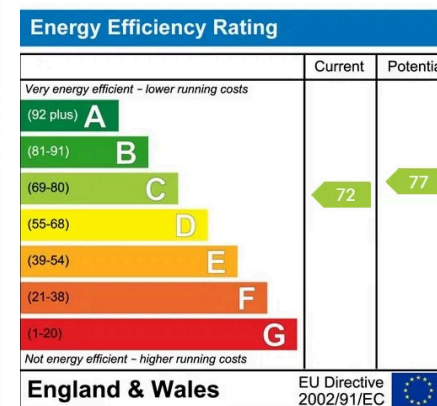 Energy Efficiency Rating
Current Potentia
Very energy efficient – lower running costs
(92 plus) A
(81-91) B
(69-80) C 72 77
(55-68) D
(39-54) E
(21-38) F
(1-20) G
Not energy efficient – higher running costs
England & Wales
EU Directive
2002/91/EC